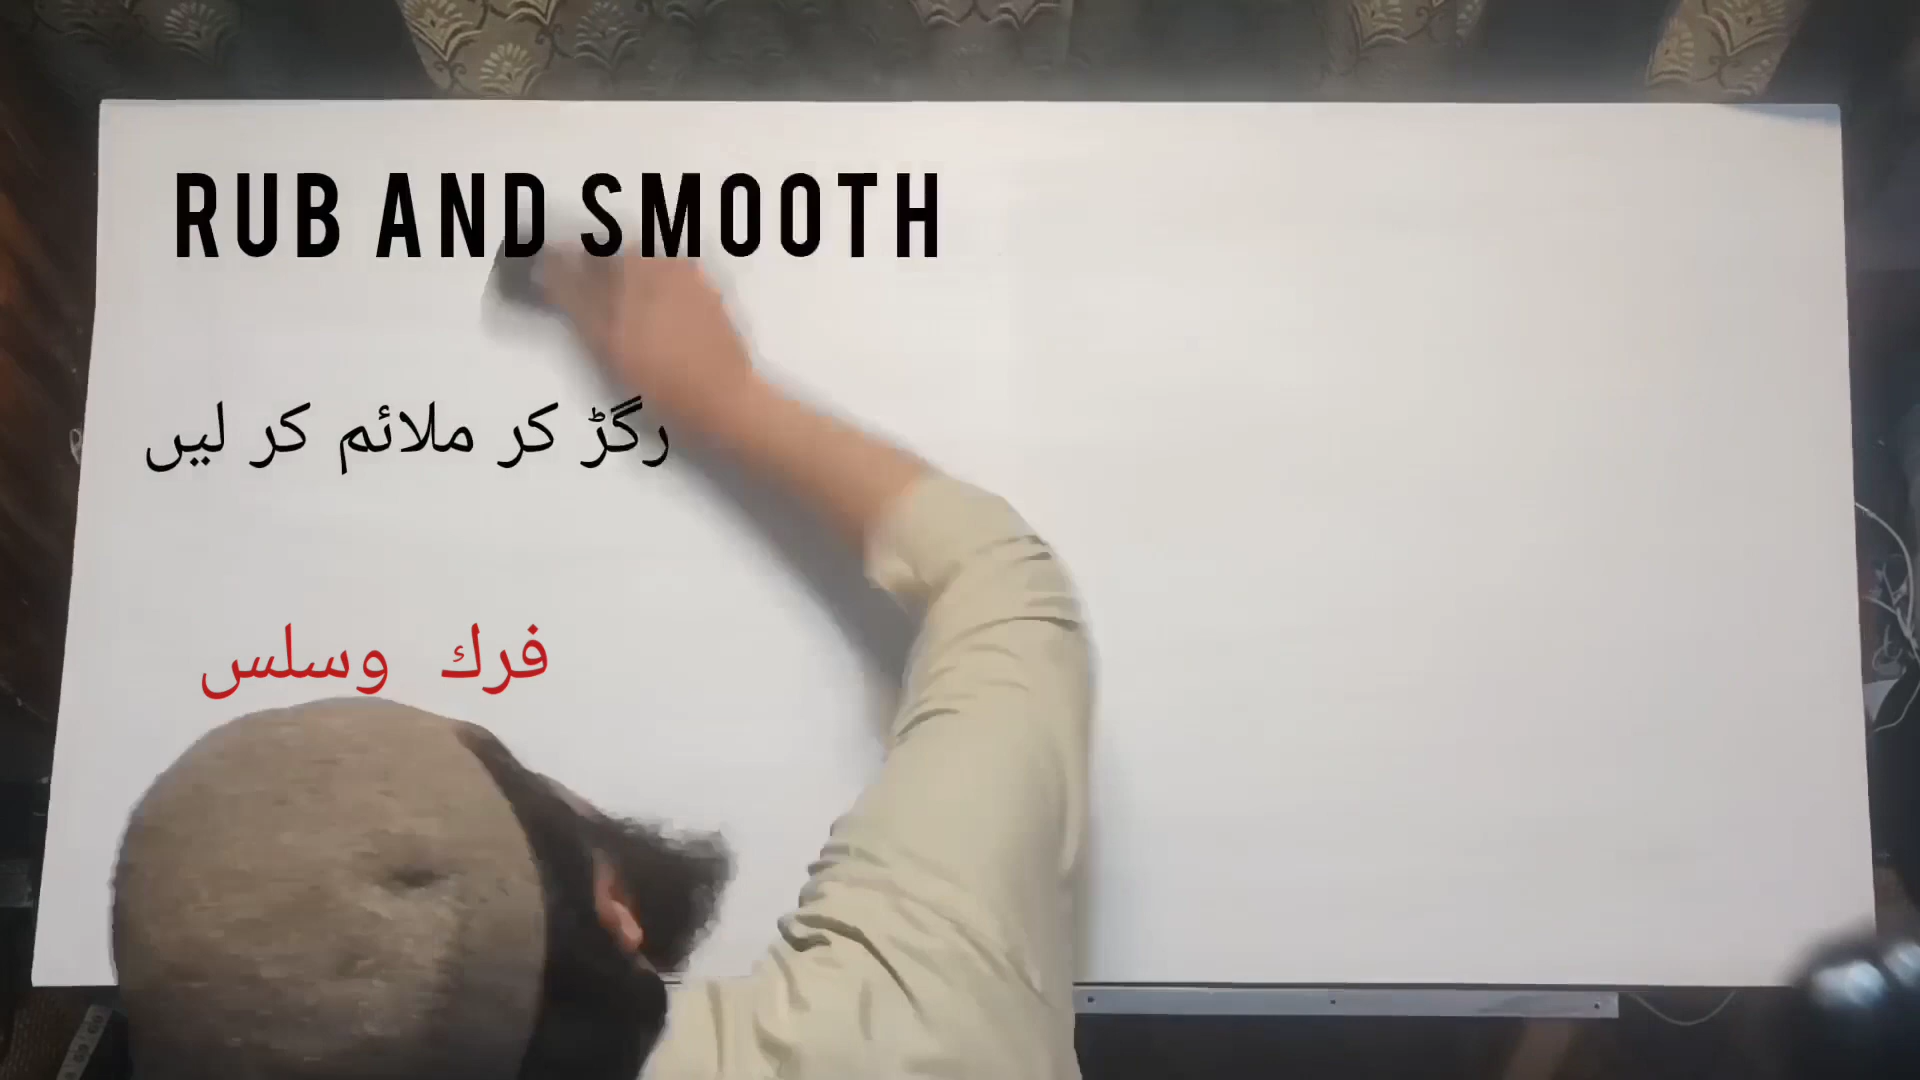 RUB AND SMOOTH
رگڑ کر ملائم کر لیں
فرك وسلس